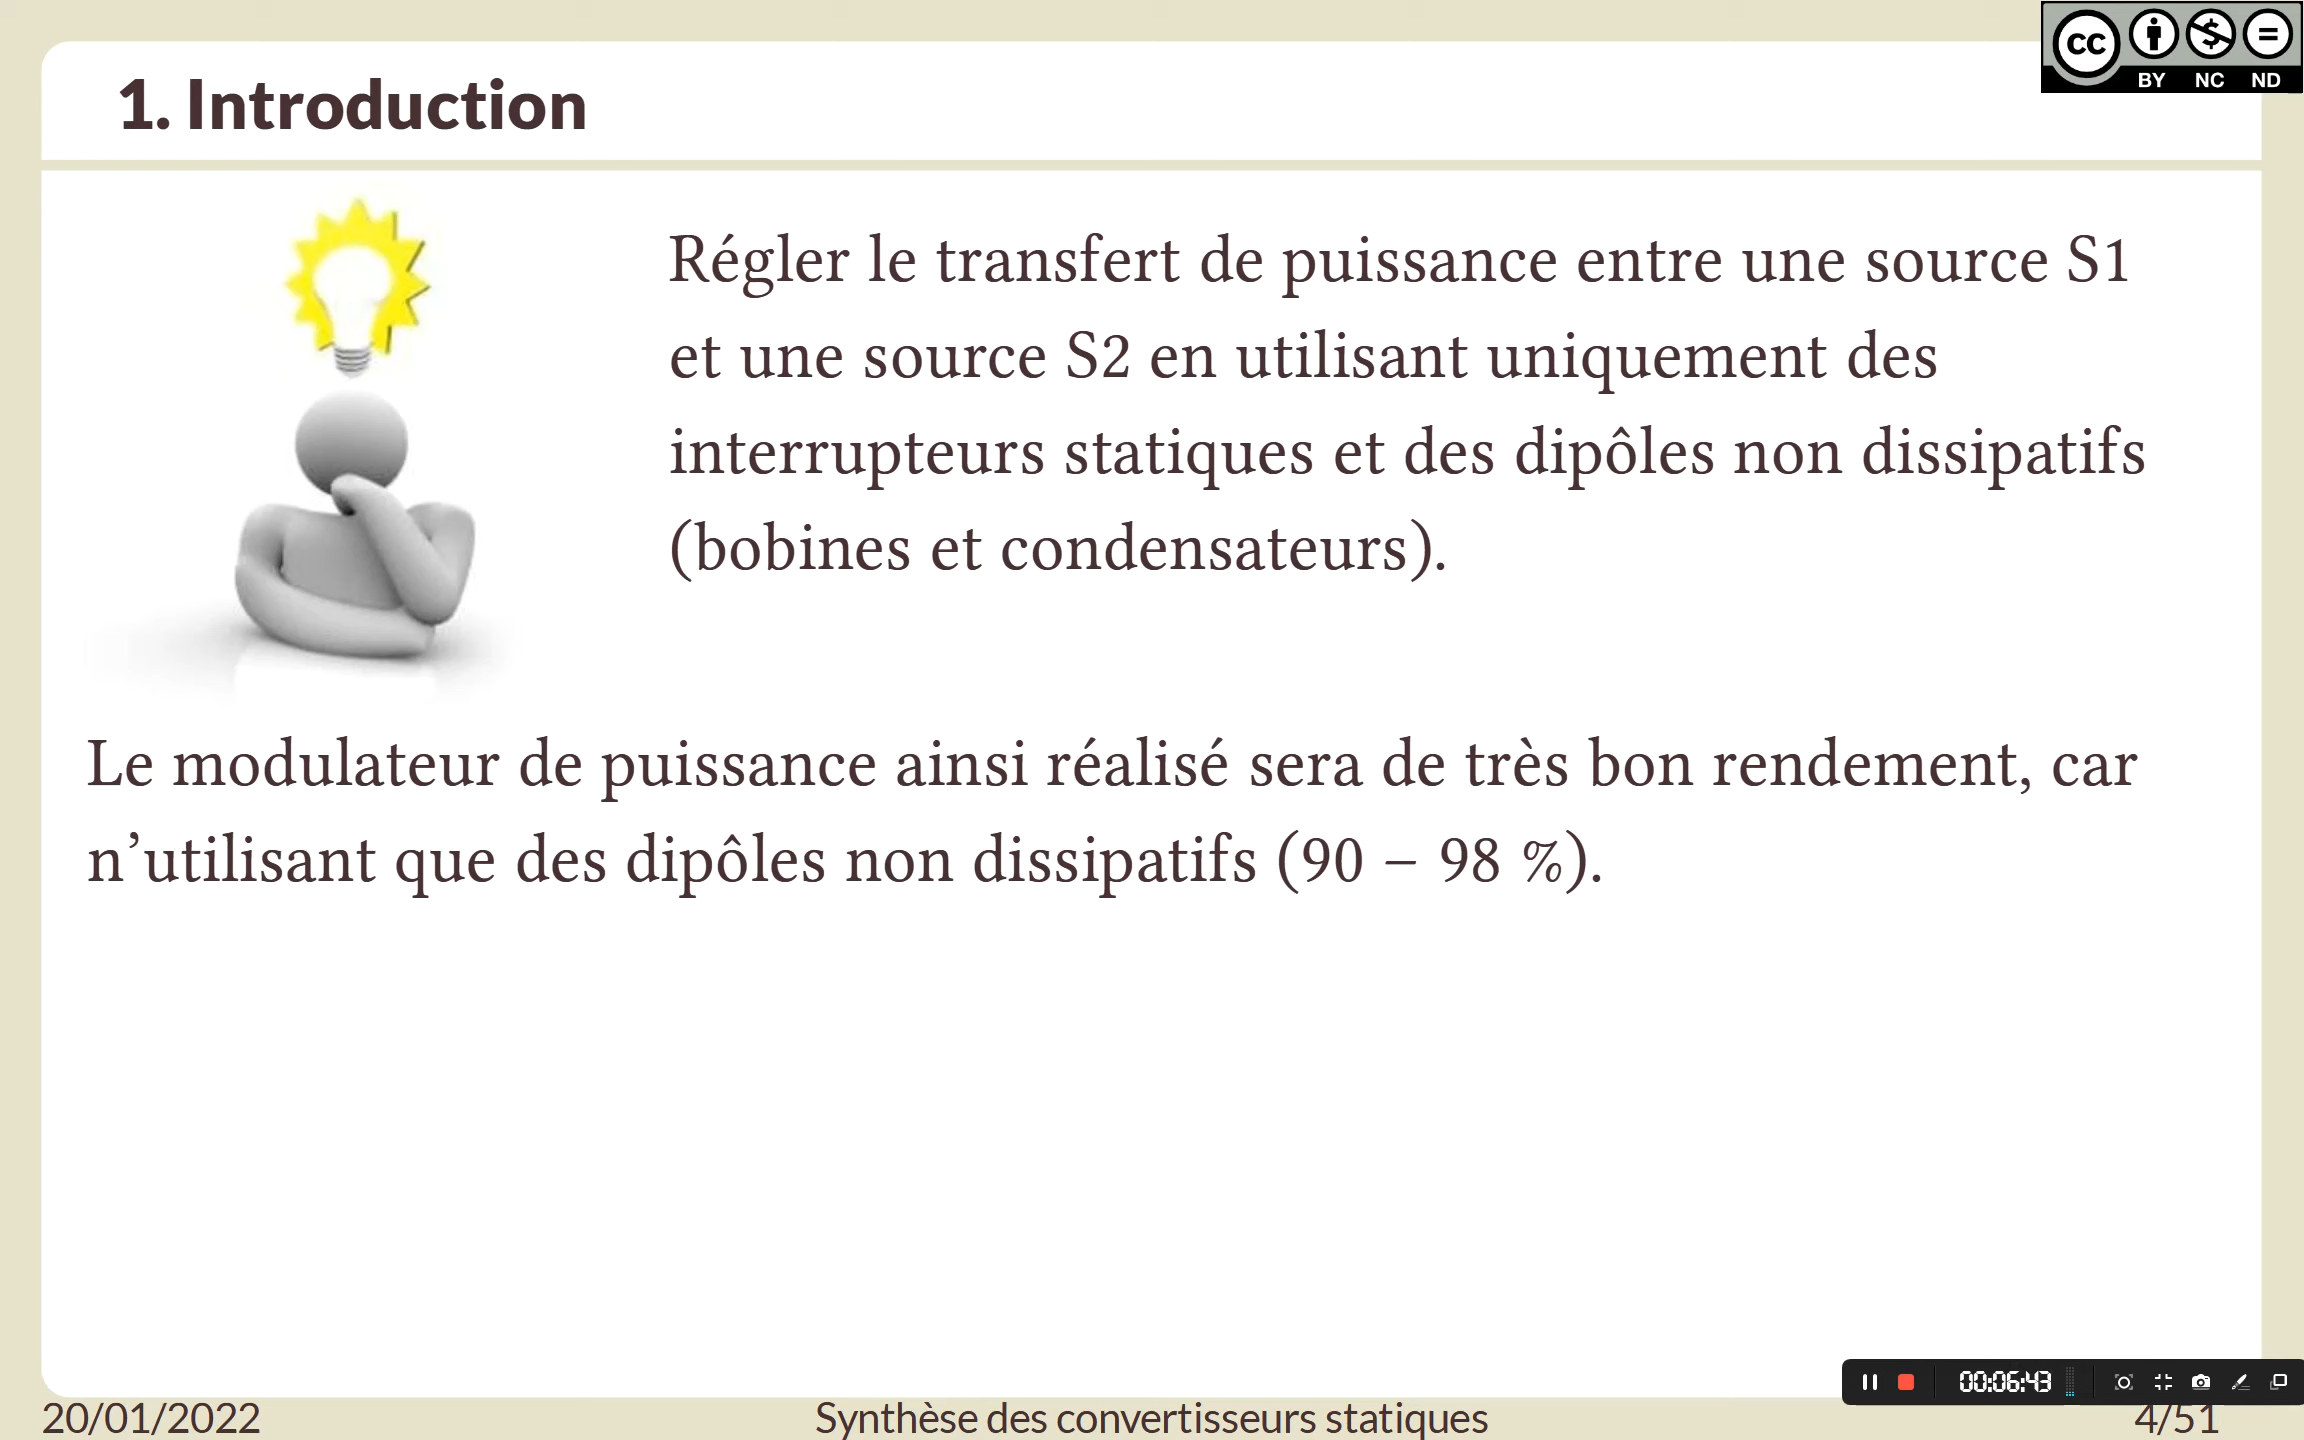 cc BY NC ND
1. Introduction
Régler le transfert de puissance entre une source S1
et une source S2 en utilisant uniquement des
interrupteurs statiques et des dipôles non dissipatifs
(bobines et condensateurs).
Le modulateur de puissance ainsi réalisé sera de très bon rendement, car
n’utilisant que des dipôles non dissipatifs (90 – 98 %).
00:06:43
20/01/2022
Synthèse des convertisseurs statiques
4/51